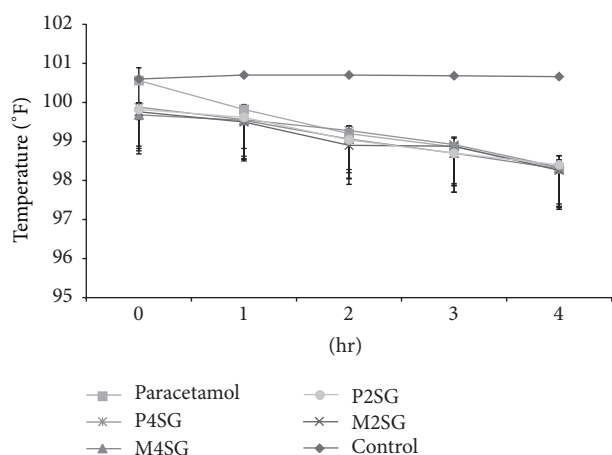 102
101
100
99
98
97
96
95
Temperature (°F)
0 1 2 3 4
(hr)
Paracetamol P2SG
P4SG M2SG
M4SG Control